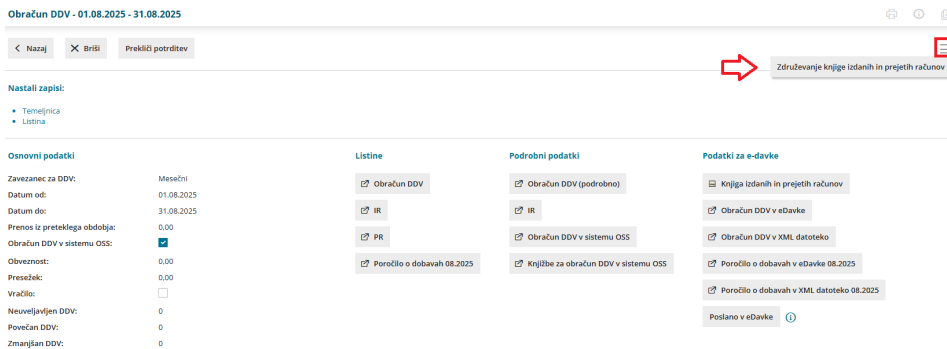 Obračun DDV - 01.08.2025 - 31.08.2025
Nazaj
Briši
Prekliči potrditev
Združevanje knjige izdanih in prejetih računov
Nastali zapisi:
Temeljnica
Listina
Osnovni podatki
Zavezanec za DDV: Mesečni
Datum od: 01.08.2025
Datum do: 31.08.2025
Prenos iz preteklega obdobja: 0,00
Obračun DDV v sistemu OSS:
Obveznost: 0,00
Presežek: 0,00
Vračilo:
Neuveljavljen DDV: 0
Povečan DDV: 0
Zmanjšan DDV: 0
Listine
Obračun DDV
IR
PR
Poročilo o dobavah 08.2025
Podrobni podatki
Obračun DDV (podrobno)
IR
Obračun DDV v sistemu OSS
Knjižbe za obračun DDV v sistemu OSS
Podatki za e-davke
Knjiga izdanih in prejetih računov
Obračun DDV v eDavke
Obračun DDV v XML datoteko
Poročilo o dobavah v eDavke 08.2025
Poročilo o dobavah v XML datoteko 08.2025
Poslano v eDavke